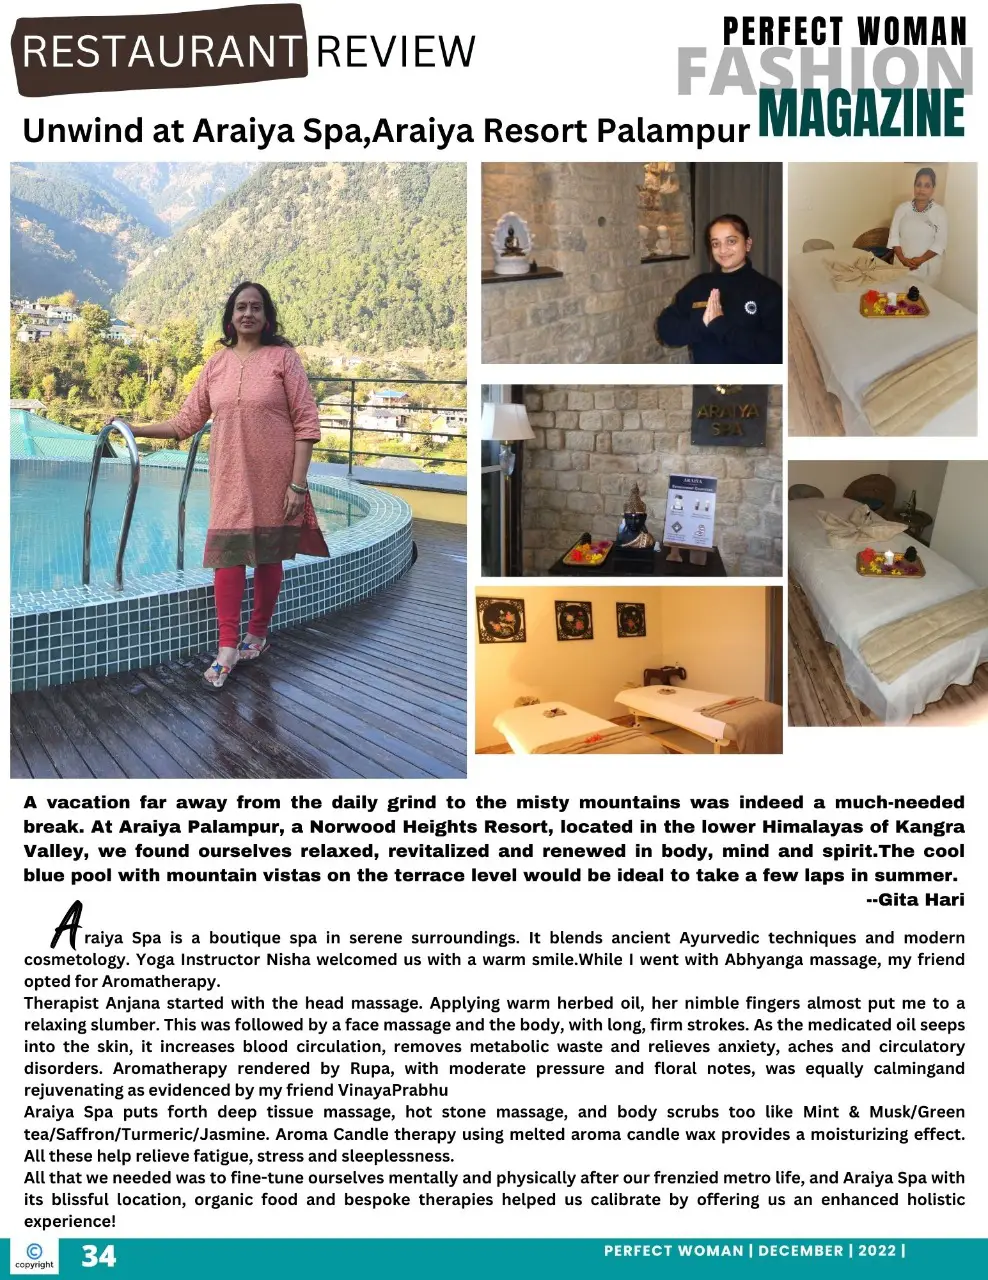 RESTAURANT REVIEW
PERFECT WOMAN
FASHION
MAGAZINE
Unwind at Araiya Spa,Araiya Resort Palampur
ARAIYA
SPA
ARAIYA
A vacation far away from the daily grind to the misty mountains was indeed a much-needed
break. At Araiya Palampur, a Norwood Heights Resort, located in the lower Himalayas of Kangra
Valley, we found ourselves relaxed, revitalized and renewed in body, mind and spirit.The cool
blue pool with mountain vistas on the terrace level would be ideal to take a few laps in summer.
--Gita Hari
Araiya Spa is a boutique spa in serene surroundings. It blends ancient Ayurvedic techniques and modern
cosmetology. Yoga Instructor Nisha welcomed us with a warm smile.While I went with Abhyanga massage, my friend
opted for Aromatherapy.
Therapist Anjana started with the head massage. Applying warm herbed oil, her nimble fingers almost put me to a
relaxing slumber. This was followed by a face massage and the body, with long, firm strokes. As the medicated oil seeps
into the skin, it increases blood circulation, removes metabolic waste and relieves anxiety, aches and circulatory
disorders. Aromatherapy rendered by Rupa, with moderate pressure and floral notes, was equally calmingand
rejuvenating as evidenced by my friend VinayaPrabhu
Araiya Spa puts forth deep tissue massage, hot stone massage, and body scrubs too like Mint & Musk/Green
tea/Saffron/Turmeric/Jasmine. Aroma Candle therapy using melted aroma candle wax provides a moisturizing effect.
All these help relieve fatigue, stress and sleeplessness.
All that we needed was to fine-tune ourselves mentally and physically after our frenzied metro life, and Araiya Spa with
its blissful location, organic food and bespoke therapies helped us calibrate by offering us an enhanced holistic
experience!
©
copyright
34
PERFECT WOMAN | DECEMBER | 2022 |